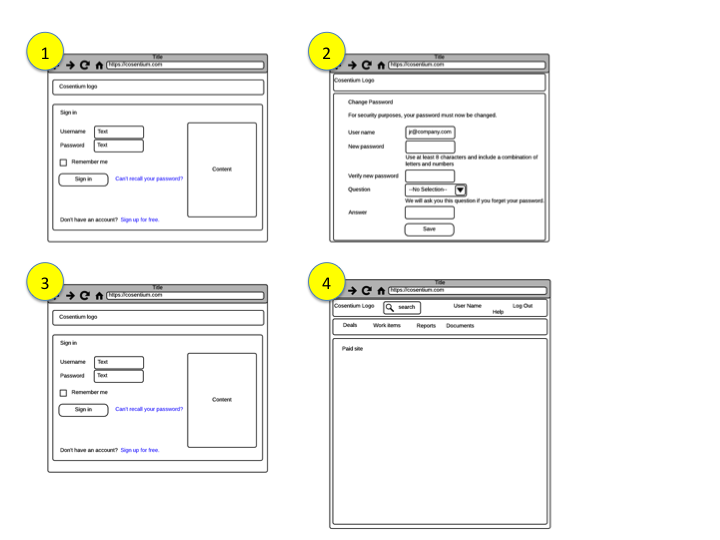 1
Title
https://cosentium.com
Cosentium logo
Sign in
Username Text
Password Text
Remember me
Content
Sign in Can't recall your password?
Don't have an account? Sign up for free.
2
Title
https://cosentium.com
Cosentium Logo
Change Password
For security purposes, your password must now be changed.
User name jr@company.com
New password
Use at least 8 characters and include a combination of
letters and numbers
Verify new password
Question --No Selection--
We will ask you this question if you forget your password.
Answer
Save
3
Title
https://cosentium.com
Cosentium logo
Sign in
Username Text
Password Text
Remember me
Content
Sign in Can't recall your password?
Don't have an account? Sign up for free.
4
Title
https://cosentium.com
Cosentium Logo search User Name Help Log Out
Deals Work items Reports Documents
Paid site